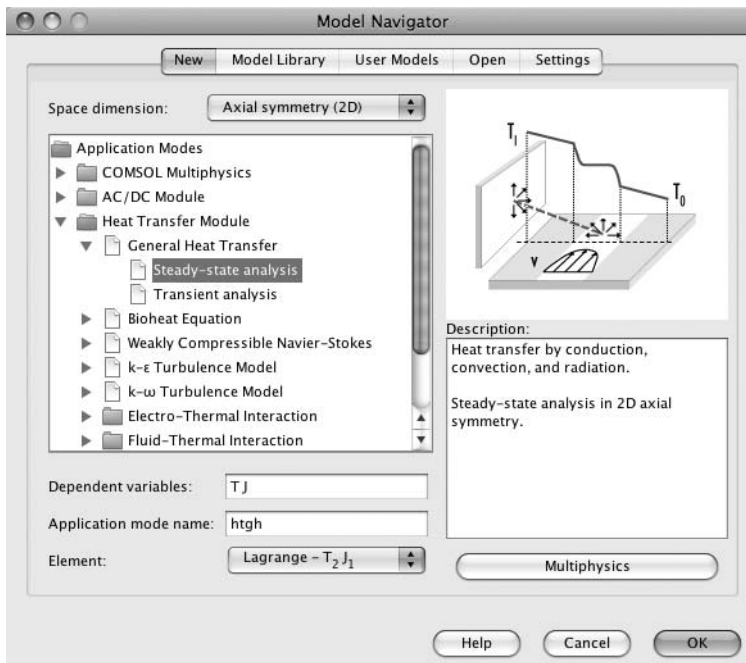 Model Navigator
New Model Library User Models Open Settings
Space dimension: Axial symmetry (2D)
Application Modes
COMSOL Multiphysics
AC/DC Module
Heat Transfer Module
General Heat Transfer
Steady-state analysis
Transient analysis
Bioheat Equation
Weakly Compressible Navier-Stokes
k-ε Turbulence Model
k-ω Turbulence Model
Electro-Thermal Interaction
Fluid-Thermal Interaction
Dependent variables: T J
Application mode name: htgh
Element: Lagrange - T₂ J₁
T₁
T₀
v
Description:
Heat transfer by conduction,
convection, and radiation.
Steady-state analysis in 2D axial
symmetry.
Multiphysics
Help Cancel OK